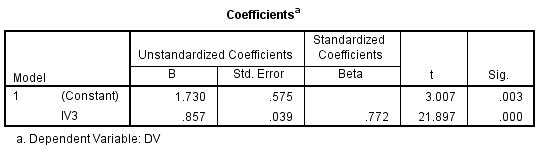 Coefficientsa
Unstandardized Coefficients Standardized Coefficients
Model B Std. Error Beta t Sig.
1 (Constant) 1.730 .575 3.007 .003
IV3 .857 .039 .772 21.897 .000
a. Dependent Variable: DV